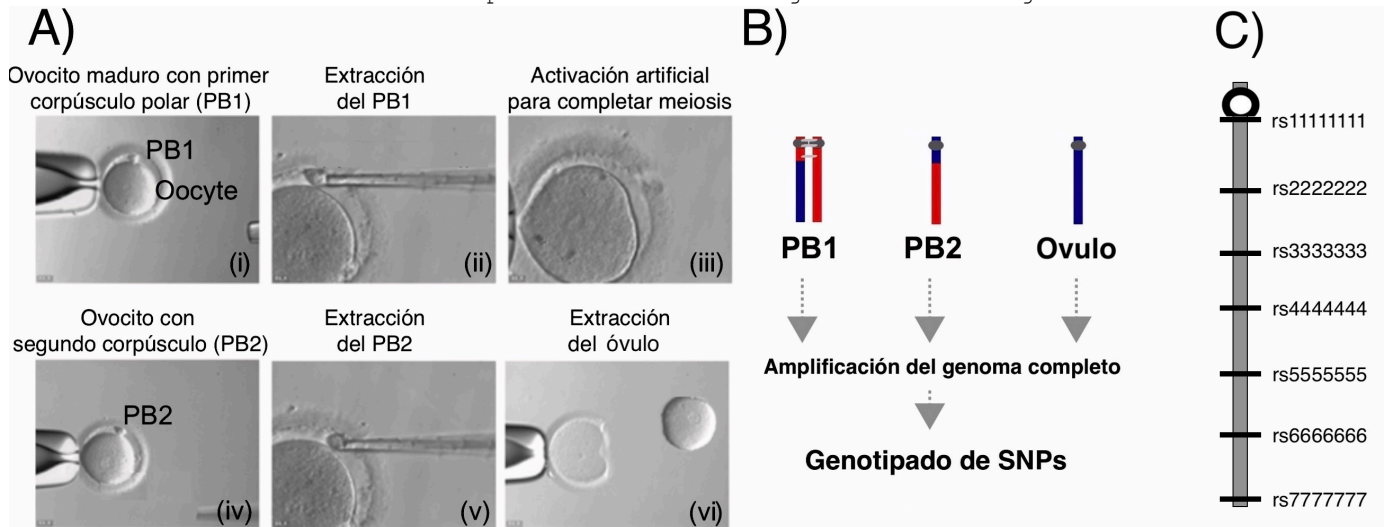 A)
Ovocito maduro con primer
corpúsculo polar (PB1)
Extracción
del PB1
Activación artificial
para completar meiosis
PB1
Oocyte
(i)
(ii)
(iii)
Ovocito con
segundo corpúsculo (PB2)
Extracción
del PB2
Extracción
del óvulo
PB2
(iv)
(v)
(vi)
B)
PB1
PB2
Ovulo
Amplificación del genoma completo
Genotipado de SNPs
C)
rs11111111
rs2222222
rs3333333
rs4444444
rs5555555
rs6666666
rs7777777